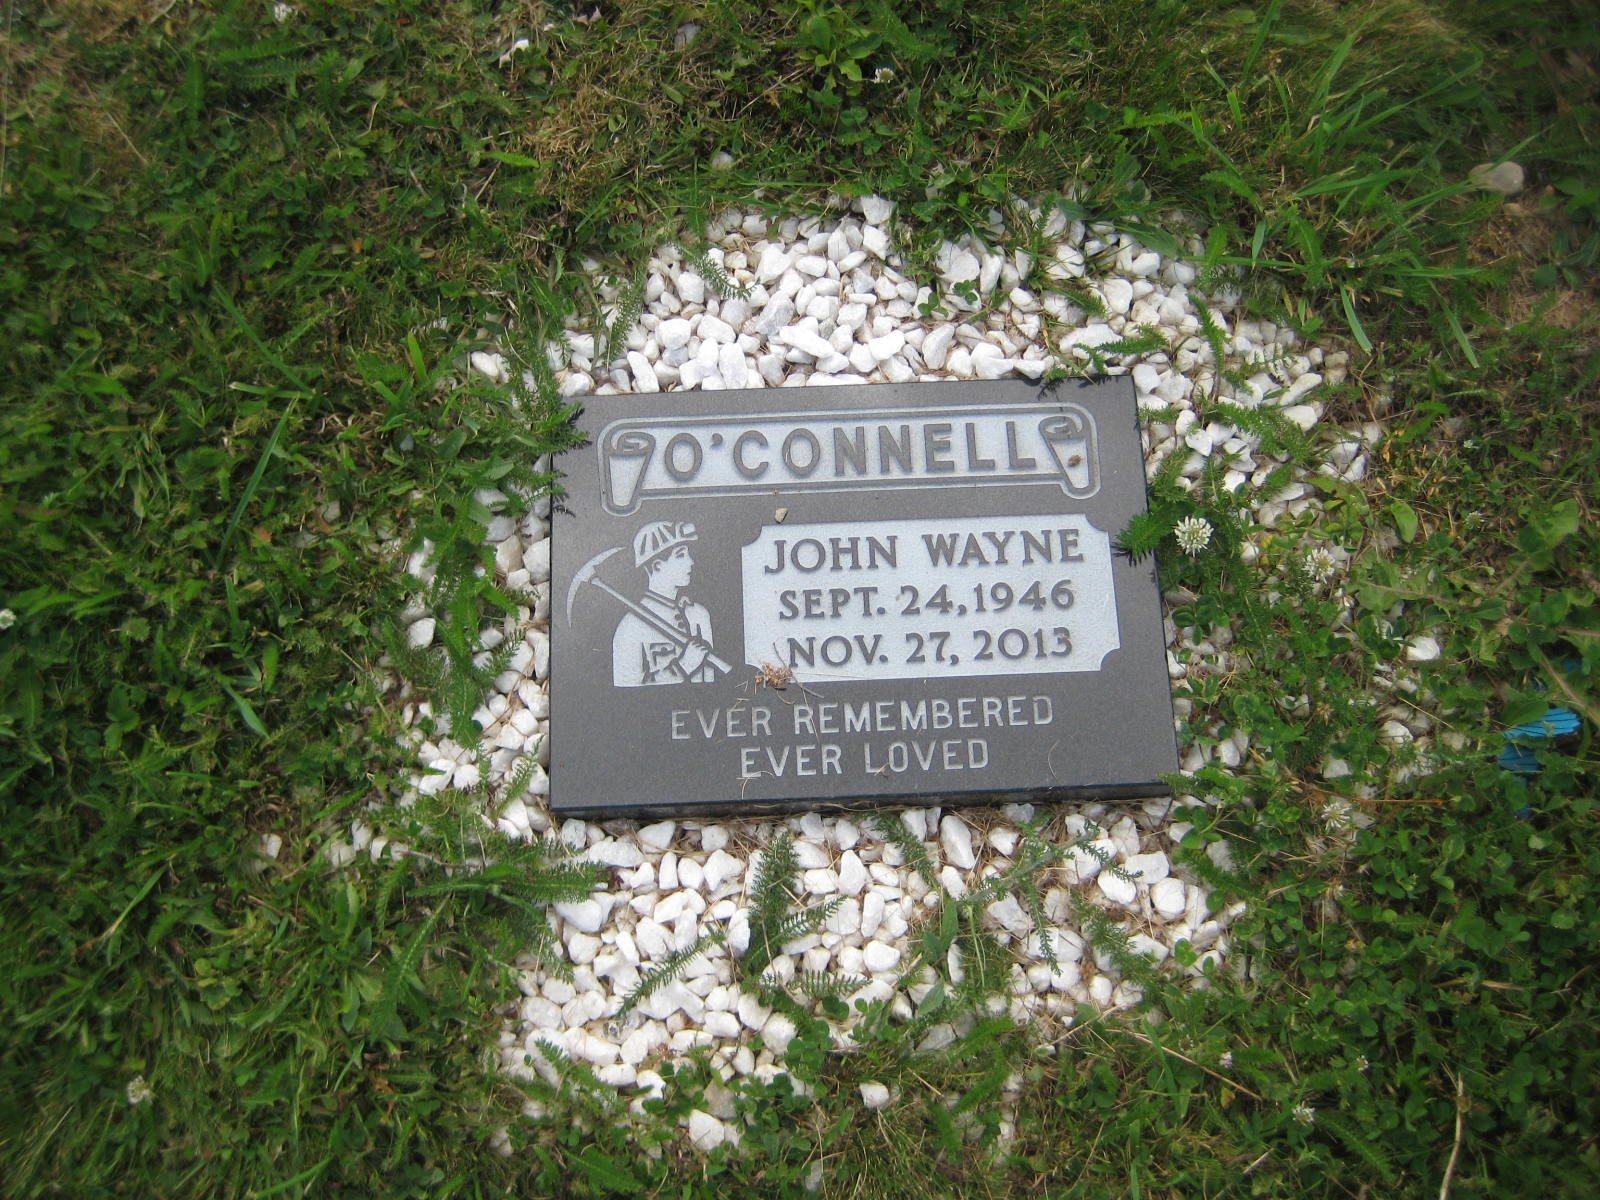 O'CONNELL
JOHN WAYNE
SEPT. 24, 1946
NOV. 27, 2013
EVER REMEMBERED
EVER LOVED